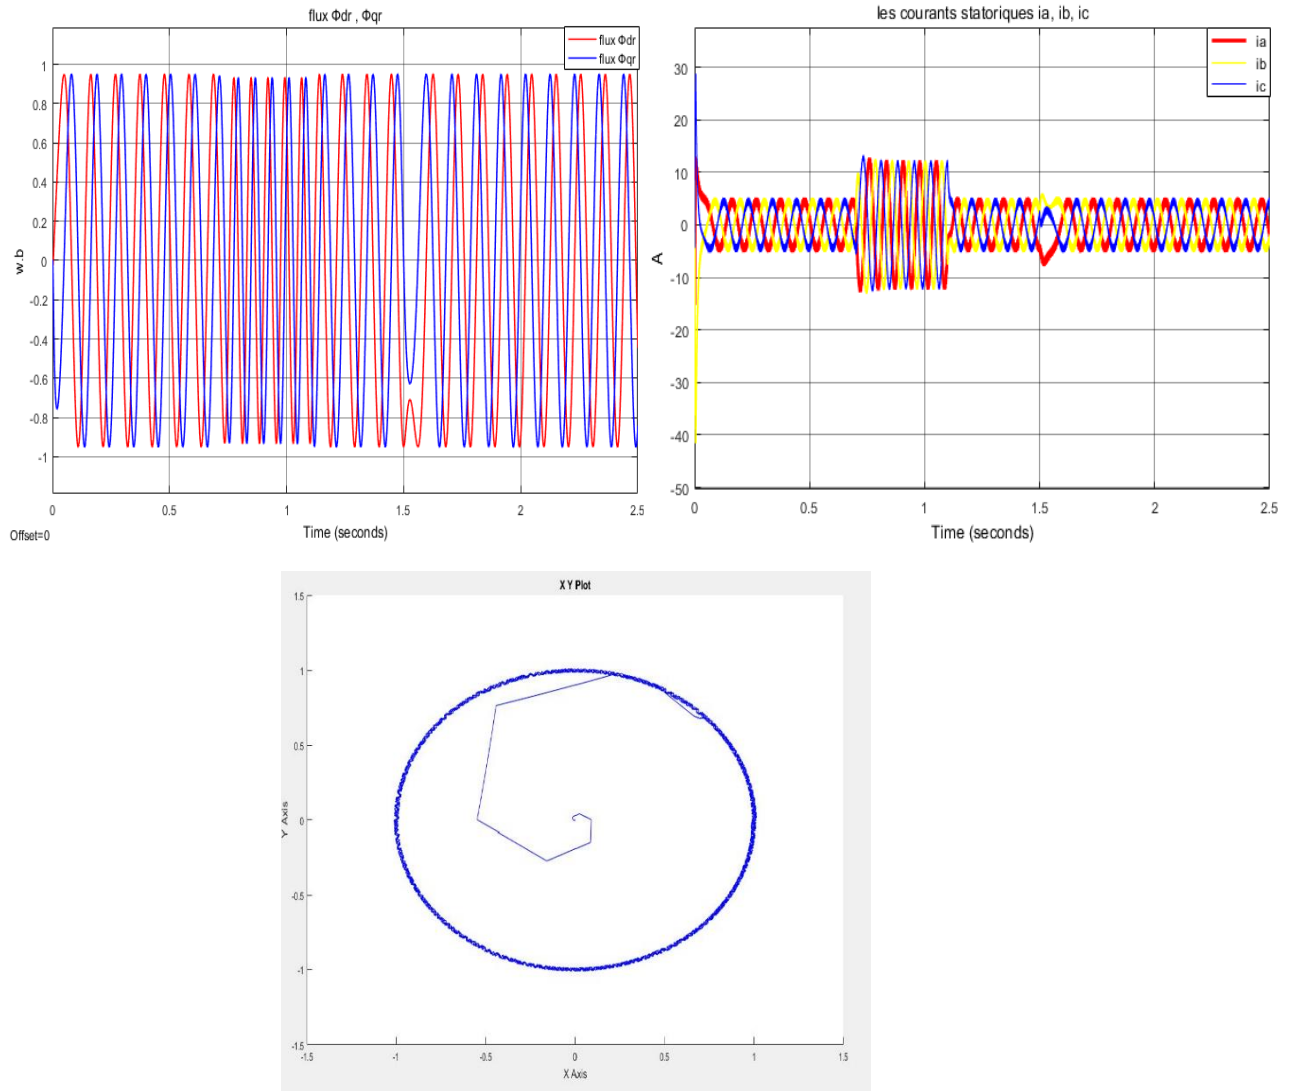 flux Φdr , Φqr
flux Φdr
flux Φqr
1
0.8
0.6
0.4
0.2
0
-0.2
-0.4
-0.6
-0.8
-1
w.b
0 0.5 1 1.5 2 2.5
Time (seconds)
Offset=0
les courants statoriques ia, ib, ic
ia
ib
ic
30
20
10
0
-10
-20
-30
-40
-50
A
0 0.5 1 1.5 2 2.5
Time (seconds)
X Y Plot
1.5
1
0.5
0
-0.5
-1
-1.5
Y Axis
-1.5 -1 -0.5 0 0.5 1 1.5
X Axis